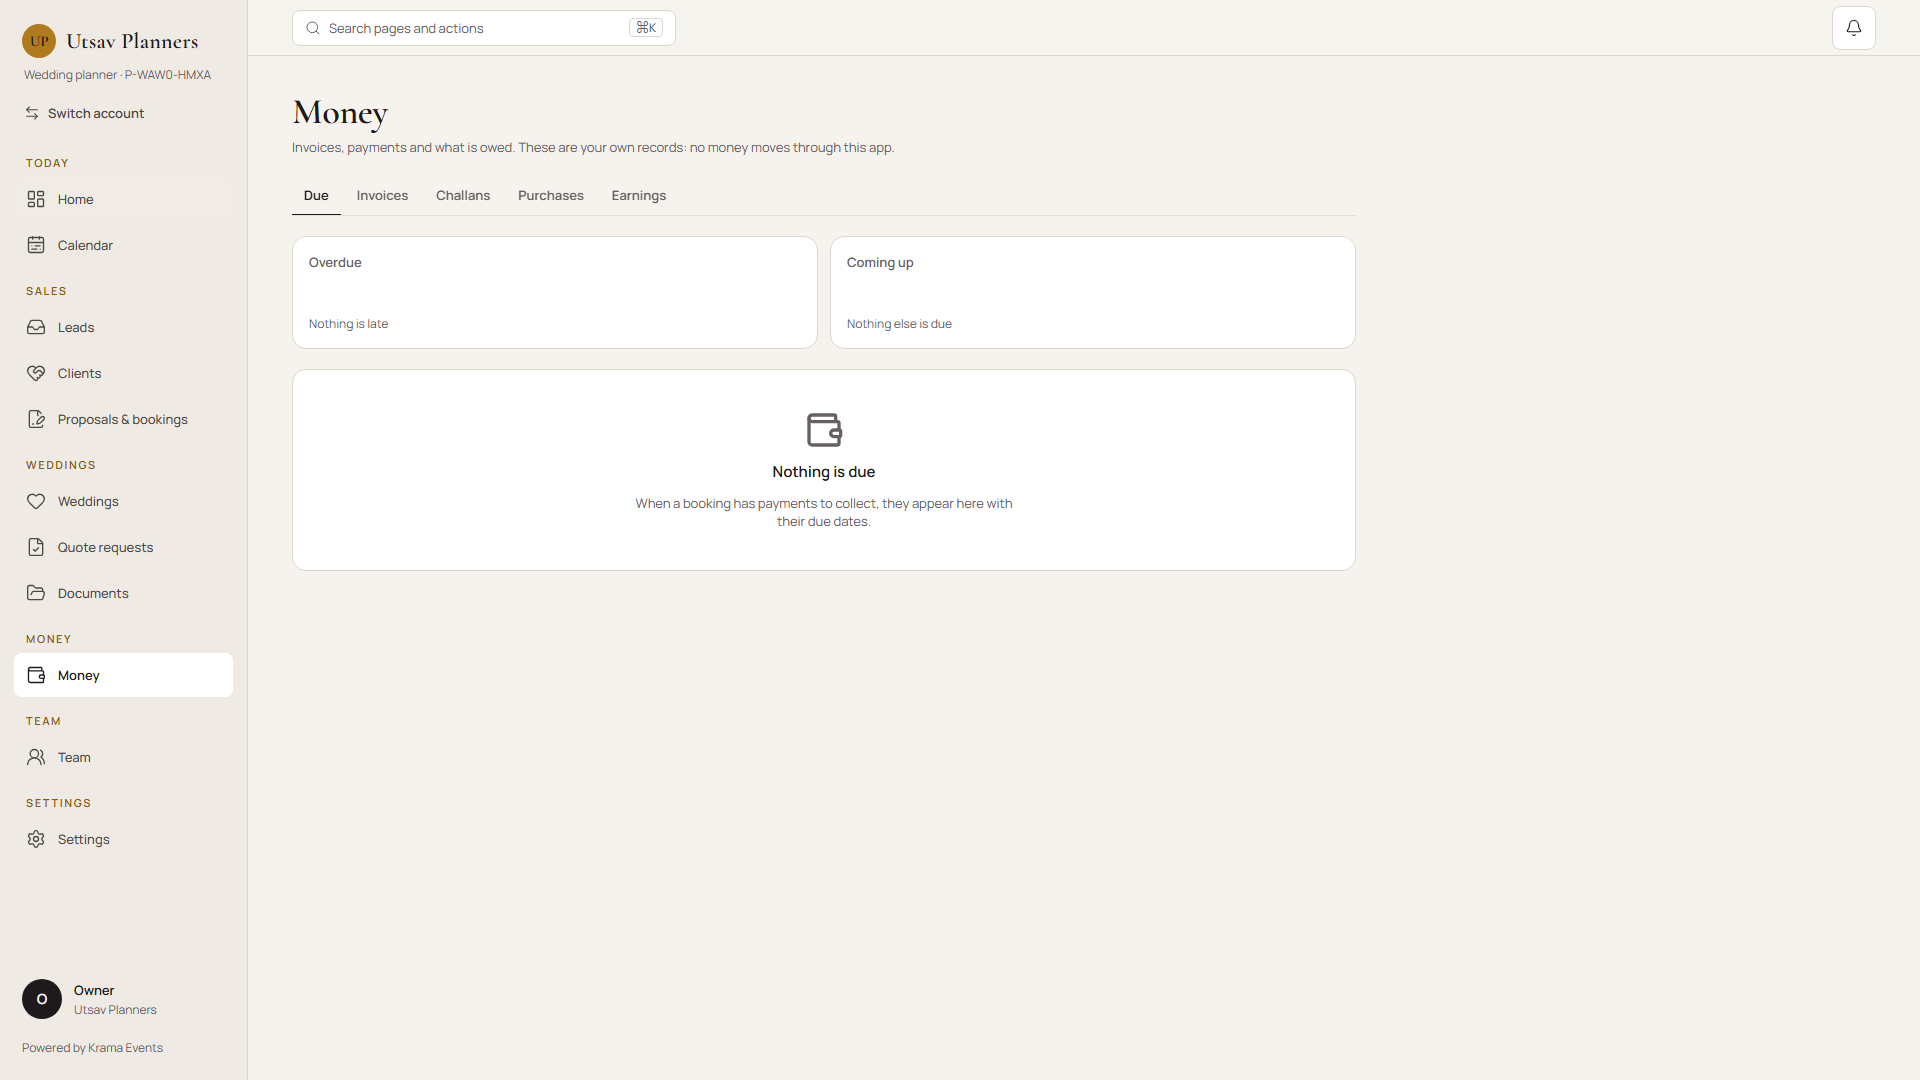 UP
Utsav Planners
Wedding planner · P-WAW0-HMXA
Switch account
TODAY
Home
Calendar
SALES
Leads
Clients
Proposals & bookings
WEDDINGS
Weddings
Quote requests
Documents
MONEY
Money
TEAM
Team
SETTINGS
Settings
O
Owner
Utsav Planners
Powered by Krama Events
Search pages and actions
⌘K
Money
Invoices, payments and what is owed. These are your own records: no money moves through this app.
Due
Invoices
Challans
Purchases
Earnings
Overdue
Nothing is late
Coming up
Nothing else is due
Nothing is due
When a booking has payments to collect, they appear here with
their due dates.